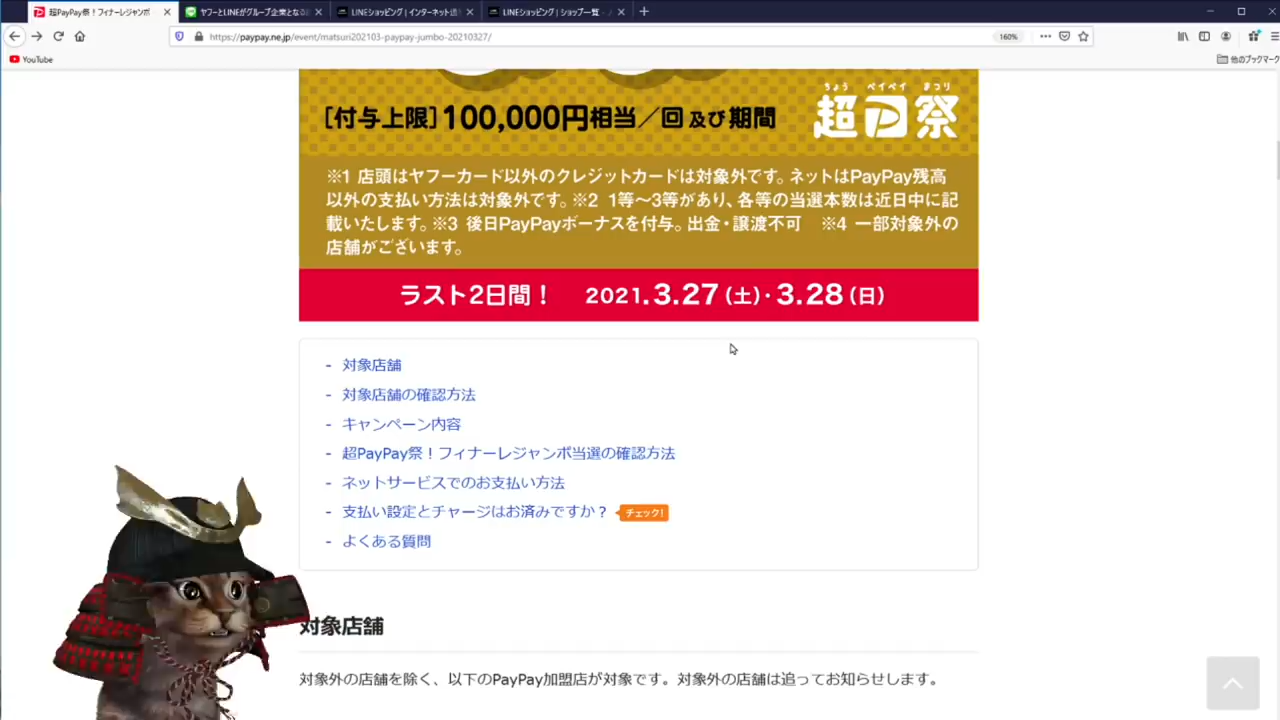 超PayPay祭！フィナーレジャンボ
ヤフーとLINEがグループ企業となる
LINEショッピング | インターネット通
LINEショッピング | ショップ一覧 - ノ
https://paypay.ne.jp/event/matsuri202103-paypay-jumbo-20210327/
160%
YouTube
他のブックマーク
[付与上限]100,000円相当／回及び期間
ちょう ペイペイ まつり
超祭
※1 店頭はヤフーカード以外のクレジットカードは対象外です。ネットはPayPay残高
以外の支払い方法は対象外です。※2 1等〜3等があり、各等の当選本数は近日中に記
載いたします。※3 後日PayPayボーナスを付与。出金・譲渡不可 ※4 一部対象外の
店舗がございます。
ラスト2日間！ 2021.3.27(土)・3.28(日)
- 対象店舗
- 対象店舗の確認方法
- キャンペーン内容
- 超PayPay祭！フィナーレジャンボ当選の確認方法
- ネットサービスでのお支払い方法
- 支払い設定とチャージはお済みですか？ チェック!
- よくある質問
対象店舗
対象外の店舗を除く、以下のPayPay加盟店が対象です。対象外の店舗は追ってお知らせします。